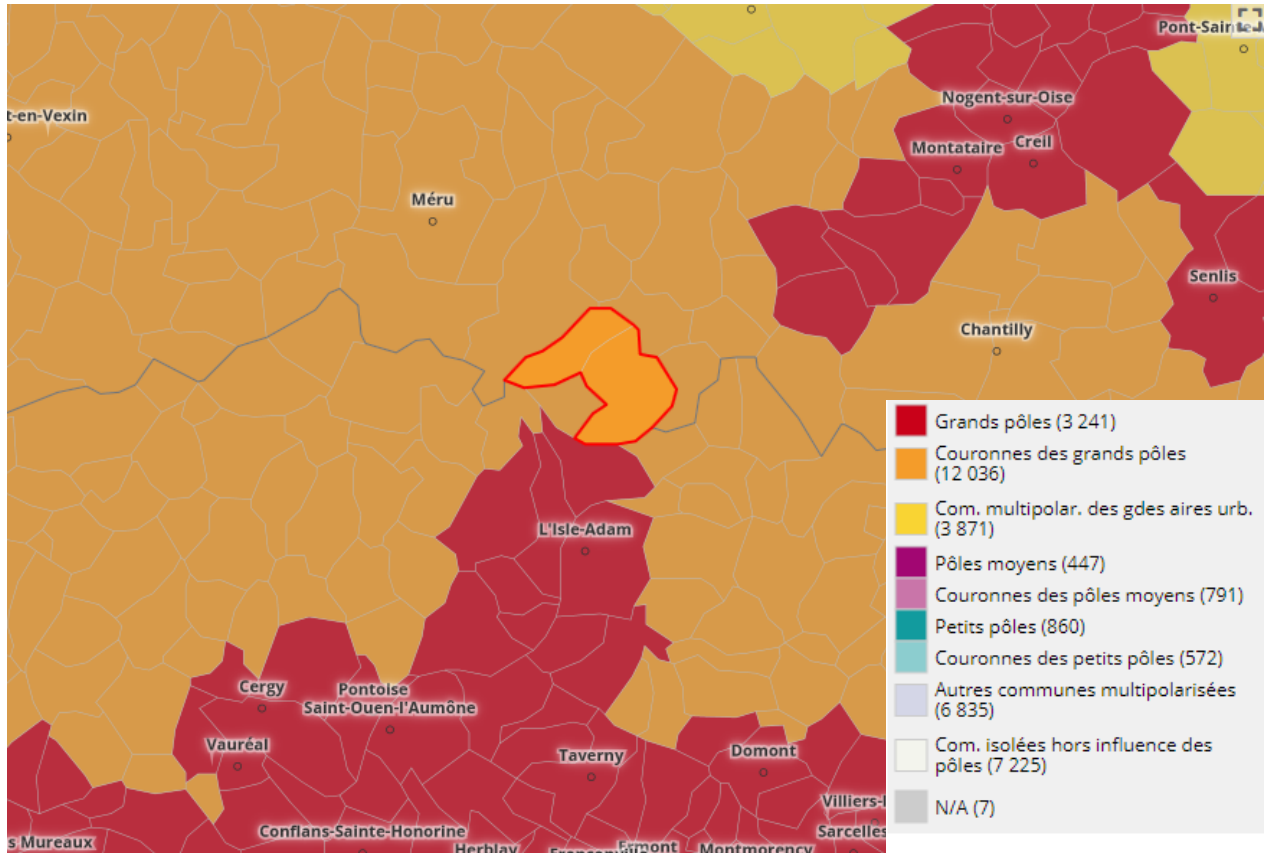 Pont-Sainte-M
t-en-Vexin
Nogent-sur-Oise
Montataire
Creil
Méru
Senlis
Chantilly
L'Isle-Adam
Cergy
Pontoise
Saint-Ouen-l'Aumône
Vauréal
Taverny
Domont
Villiers-l
Conflans-Sainte-Honorine
Sarcelles
s Mureaux
Herblay
Franconville
Ermont
Montmorency
Grands pôles (3 241)
Couronnes des grands pôles
(12 036)
Com. multipolar. des gdes aires urb.
(3 871)
Pôles moyens (447)
Couronnes des pôles moyens (791)
Petits pôles (860)
Couronnes des petits pôles (572)
Autres communes multipolarisées
(6 835)
Com. isolées hors influence des
pôles (7 225)
N/A (7)